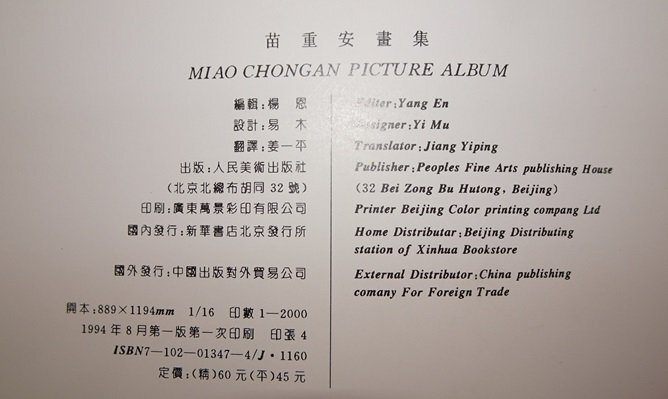 苗重安畫集
MIAO CHONGAN PICTURE ALBUM
編輯:楊 恩
設計:易 木
翻譯:姜一平
出版:人民美術出版社
(北京北總布胡同32號)
印刷:廣東萬景彩印有限公司
國內發行:新華書店北京發行所
國外發行:中國出版對外貿易公司
開本:889×1194mm 1/16 印數1—2000
1994年8月第一版第一次印刷 印張4
ISBN7—102—01347—4/J·1160
定價:(精)60元(平)45元
Editer:Yang En
Designer:Yi Mu
Translator:Jiang Yiping
Publisher:Peoples Fine Arts publishing House
(32 Bei Zong Bu Hutong, Beijing)
Printer Beijing Color printing compang Ltd
Home Distributar:Beijing Distributing
station of Xinhua Bookstore
External Distributor:China publishing
comany For Foreign Trade